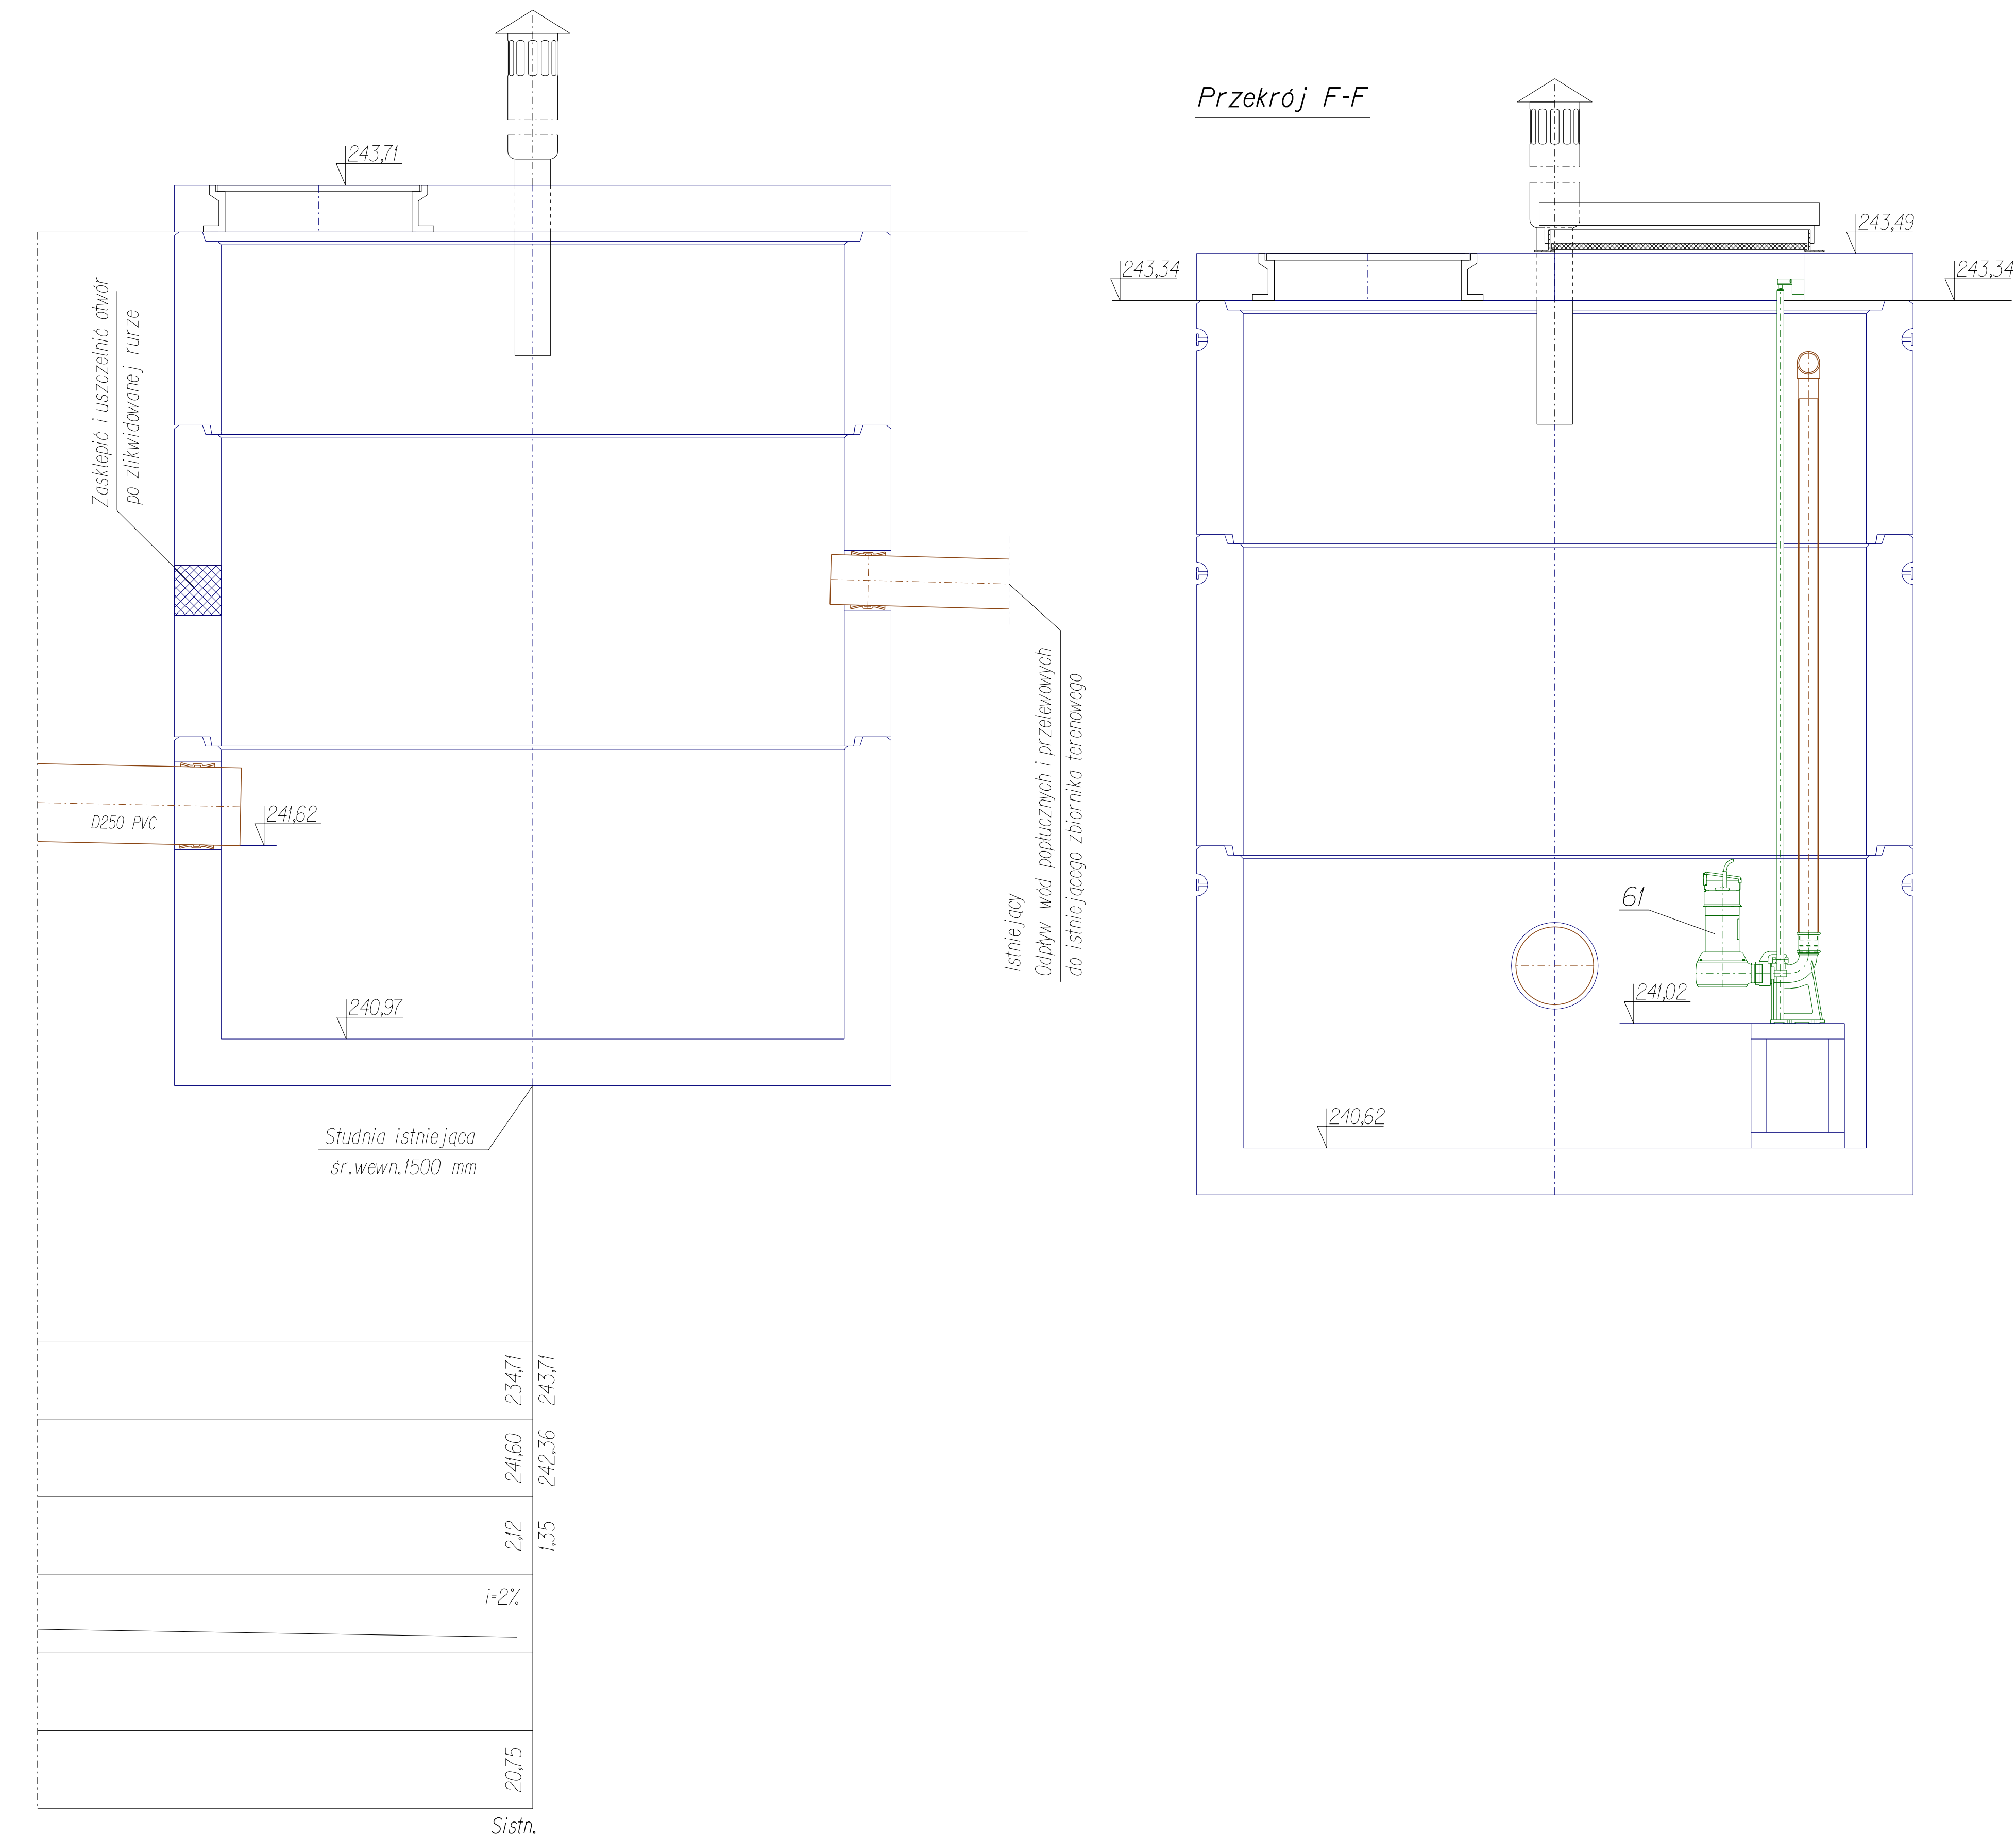 Przekrój F-F
243,71
243,49
243,34
243,34
Zasklepić i uszczelnić otwór
po zlikwidowanej rurze
D250 PVC
241,62
Istniejący
Odpływ wód popłucznych i przelewowych
do istniejącego zbiornika terenowego
61
241,02
240,97
240,62
Studnia istniejąca
śr.wewn.1500 mm
234,71
243,71
241,60
242,36
2,12
1,35
i=2%
20,75
Sistn.